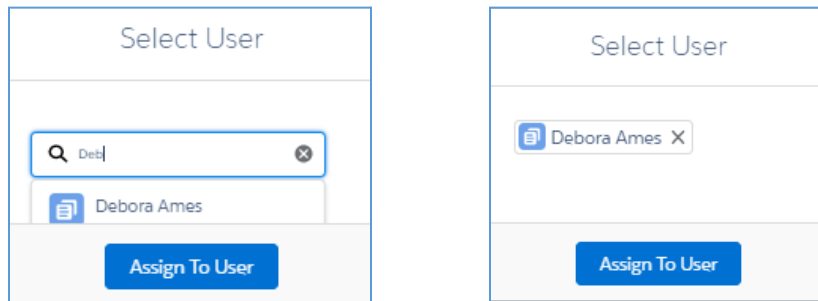 Select User
Deb
Debora Ames
Assign To User
Select User
Debora Ames
Assign To User